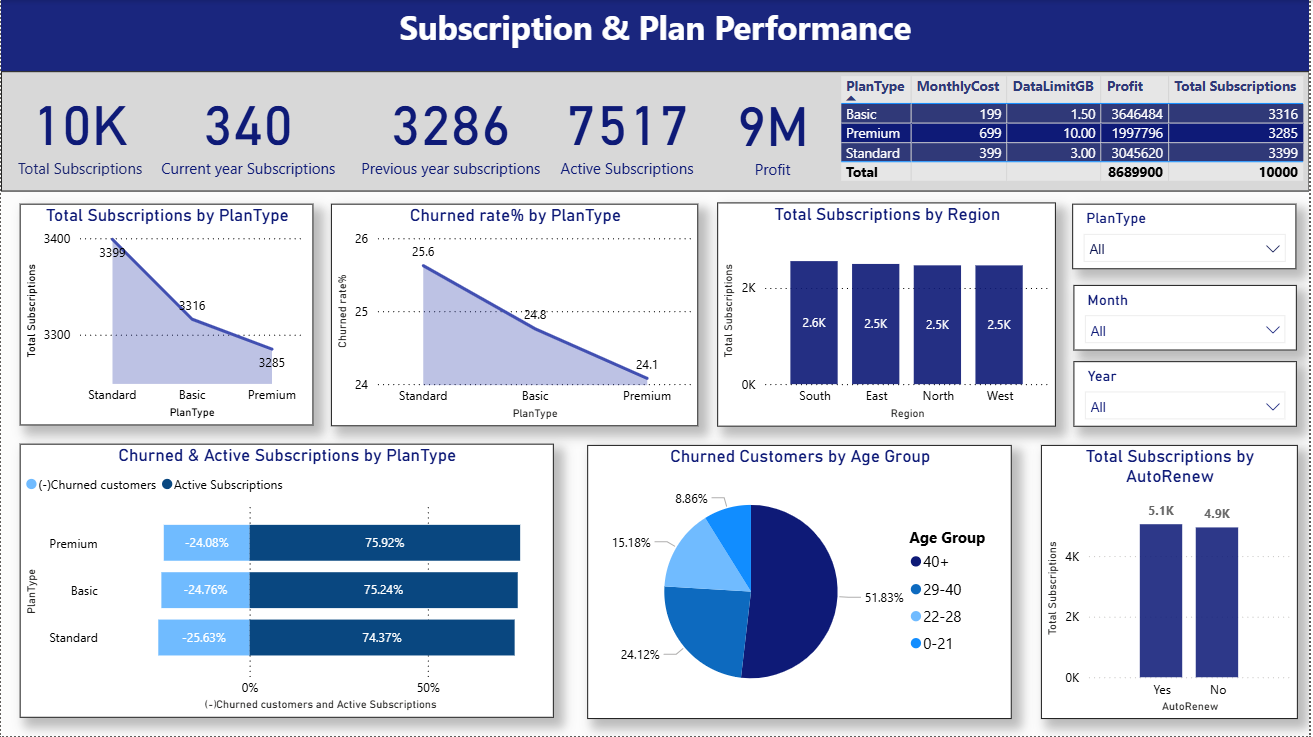 Subscription & Plan Performance
10K
Total Subscriptions
340
Current year Subscriptions
3286
Previous year subscriptions
7517
Active Subscriptions
9M
Profit
PlanType MonthlyCost DataLimitGB Profit Total Subscriptions
Basic 199 1.50 3646484 3316
Premium 699 10.00 1997796 3285
Standard 399 3.00 3045620 3399
Total 8689900 10000
Total Subscriptions by PlanType
Total Subscriptions
3400
3300
3399
3316
3285
Standard Basic Premium
PlanType
Churned rate% by PlanType
Churned rate%
26
25
24
25.6
24.8
24.1
Standard Basic Premium
PlanType
Total Subscriptions by Region
Total Subscriptions
2K
0K
2.6K 2.5K 2.5K 2.5K
South East North West
Region
PlanType
All
Month
All
Year
All
Churned & Active Subscriptions by PlanType
(-)Churned customers Active Subscriptions
PlanType
Premium -24.08% 75.92%
Basic -24.76% 75.24%
Standard -25.63% 74.37%
0% 50%
(-)Churned customers and Active Subscriptions
Churned Customers by Age Group
8.86%
15.18%
24.12%
51.83%
Age Group
40+
29-40
22-28
0-21
Total Subscriptions by
AutoRenew
Total Subscriptions
5.1K 4.9K
4K
2K
0K
Yes No
AutoRenew